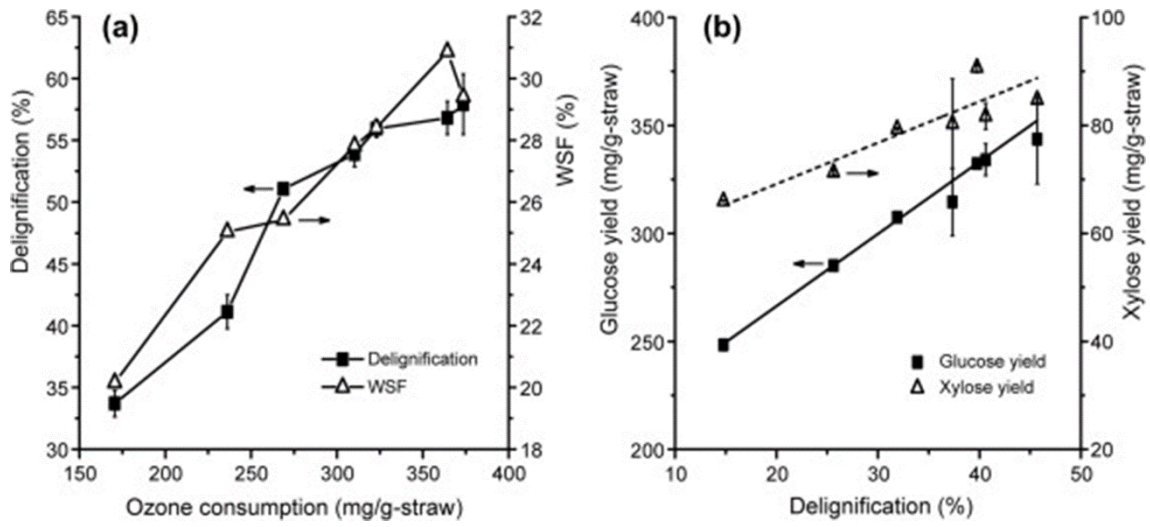 (a)
65
60
55
50
45
40
35
30
Delignification (%)
32
30
28
26
24
22
20
18
WSF (%)
Delignification
WSF
150 200 250 300 350 400
Ozone consumption (mg/g-straw)
(b)
400
350
300
250
200
Glucose yield (mg/g-straw)
100
80
60
40
20
Xylose yield (mg/g-straw)
Glucose yield
Xylose yield
10 20 30 40 50
Delignification (%)